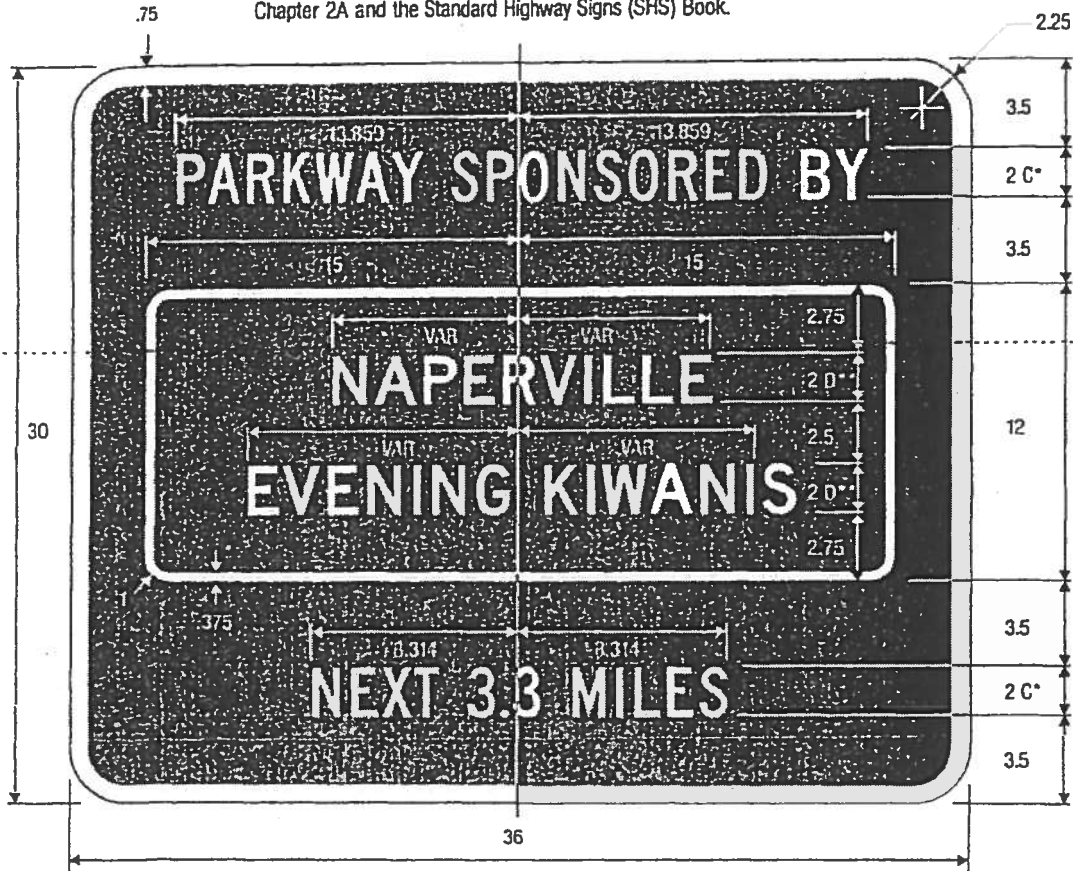 Chapter 2A and the Standard Highway Signs (SHS) Book.
.75
2.25
3.5
13.859 13.859
PARKWAY SPONSORED BY
2 C*
3.5
15 15
2.75
VAR VAR
NAPERVILLE
2 D**
30
2.5
12
VAR VAR
EVENING KIWANIS
2 D**
2.75
1
.375
3.5
8.314 8.314
NEXT 3.3 MILES
2 C*
3.5
36